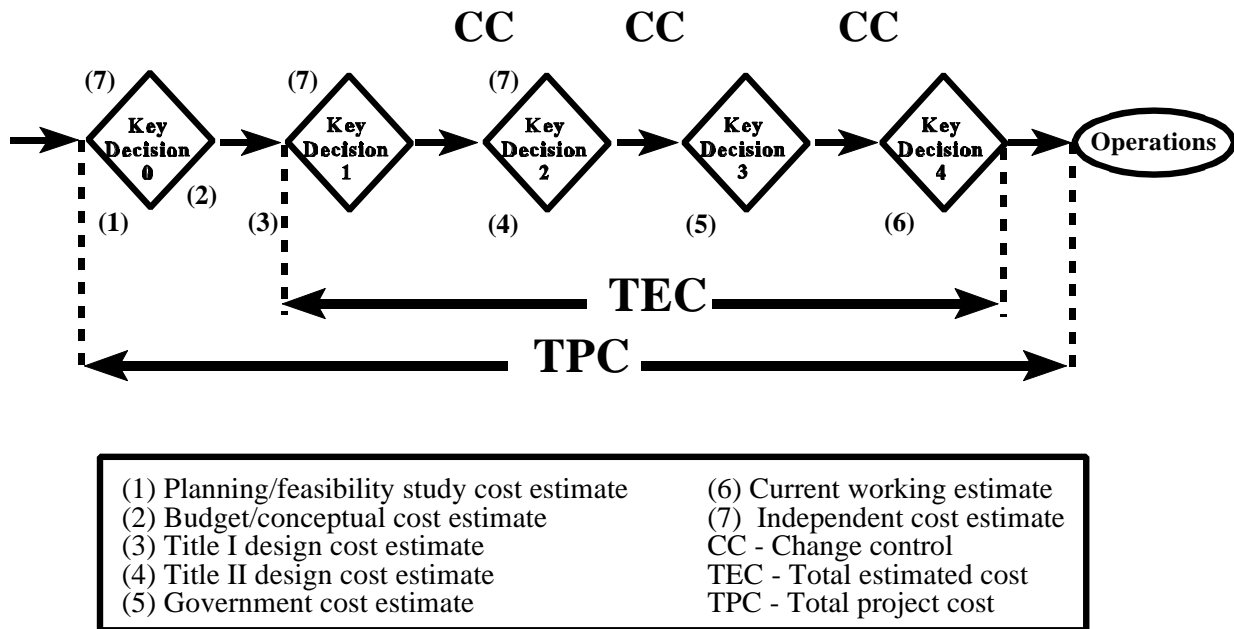 CC CC CC
(7) (7) (7)
Key Decision 0
Key Decision 1
Key Decision 2
Key Decision 3
Key Decision 4
Operations
(1) (2) (3) (4) (5) (6)
TEC
TPC
(1) Planning/feasibility study cost estimate
(2) Budget/conceptual cost estimate
(3) Title I design cost estimate
(4) Title II design cost estimate
(5) Government cost estimate
(6) Current working estimate
(7) Independent cost estimate
CC - Change control
TEC - Total estimated cost
TPC - Total project cost